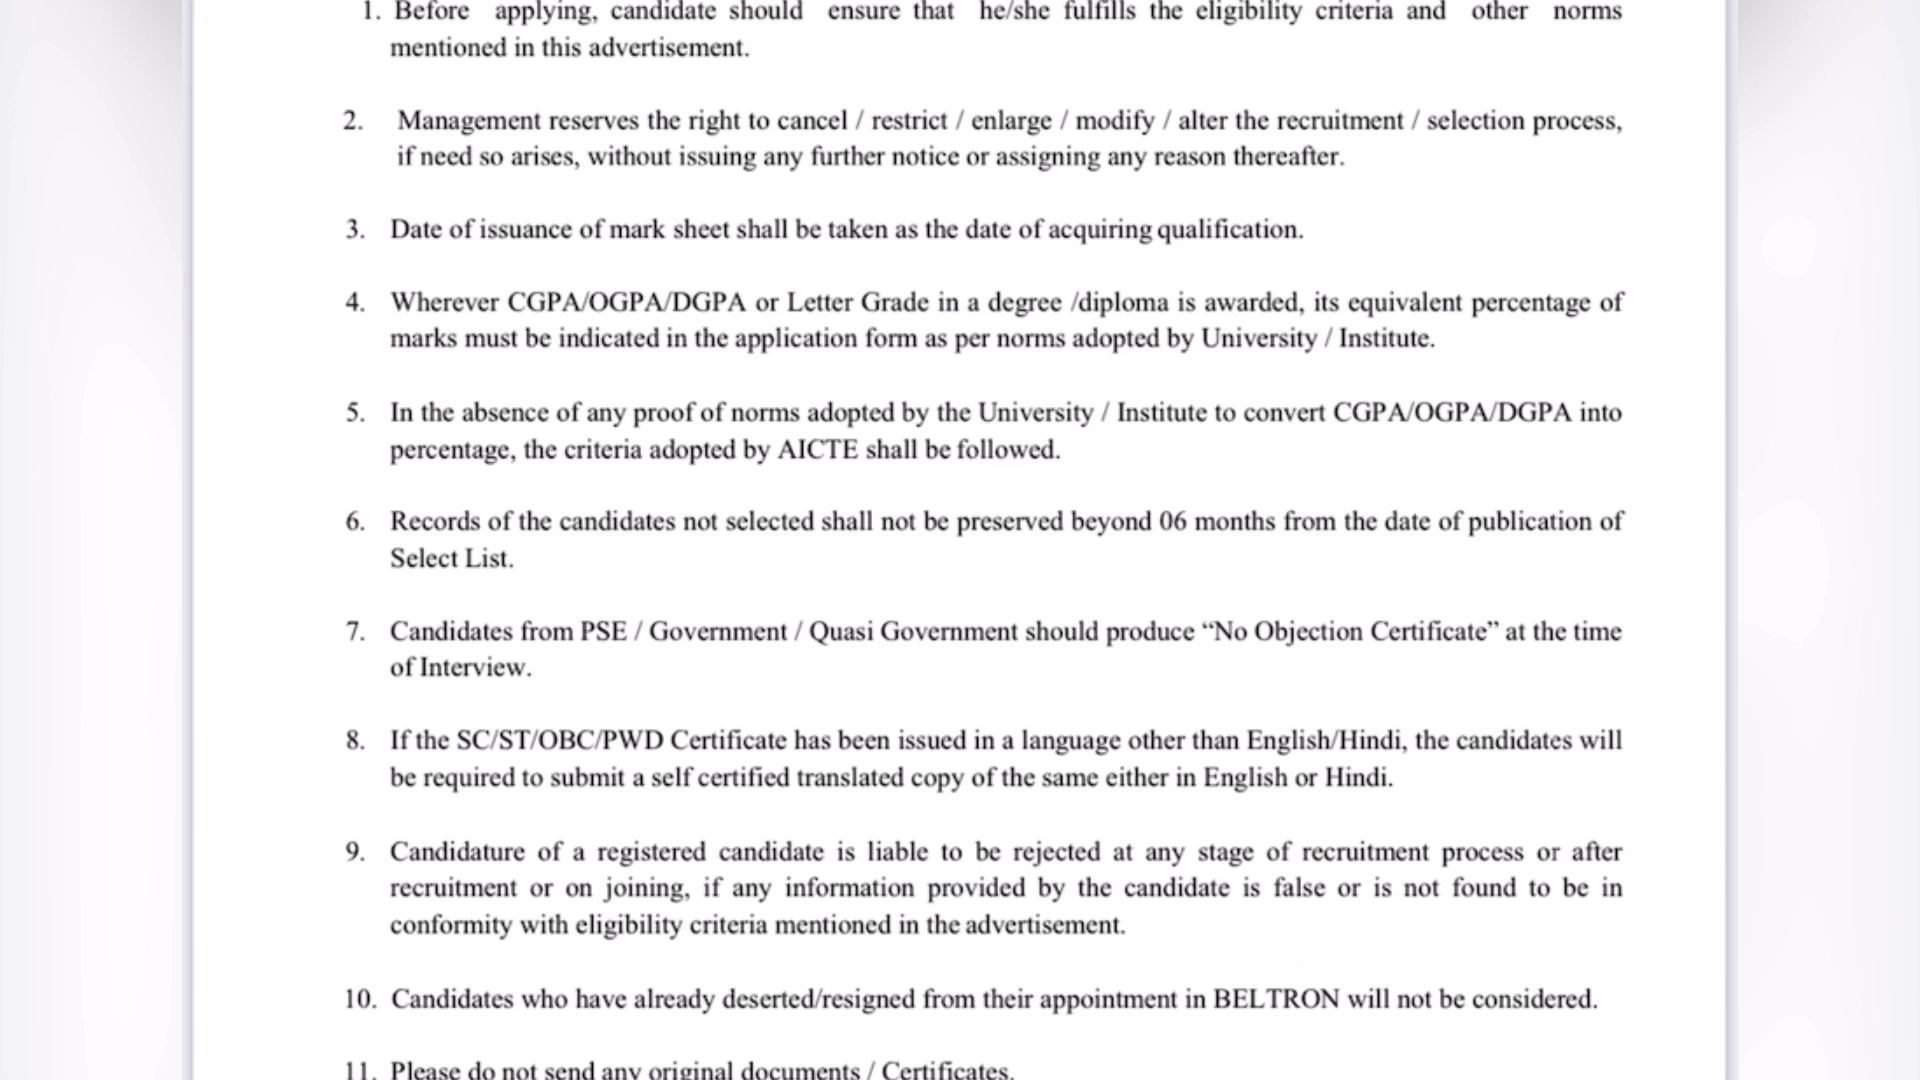 1. Before applying, candidate should ensure that he/she fulfills the eligibility criteria and other norms
mentioned in this advertisement.
2. Management reserves the right to cancel / restrict / enlarge / modify / alter the recruitment / selection process,
if need so arises, without issuing any further notice or assigning any reason thereafter.
3. Date of issuance of mark sheet shall be taken as the date of acquiring qualification.
4. Wherever CGPA/OGPA/DGPA or Letter Grade in a degree /diploma is awarded, its equivalent percentage of
marks must be indicated in the application form as per norms adopted by University / Institute.
5. In the absence of any proof of norms adopted by the University / Institute to convert CGPA/OGPA/DGPA into
percentage, the criteria adopted by AICTE shall be followed.
6. Records of the candidates not selected shall not be preserved beyond 06 months from the date of publication of
Select List.
7. Candidates from PSE / Government / Quasi Government should produce “No Objection Certificate” at the time
of Interview.
8. If the SC/ST/OBC/PWD Certificate has been issued in a language other than English/Hindi, the candidates will
be required to submit a self certified translated copy of the same either in English or Hindi.
9. Candidature of a registered candidate is liable to be rejected at any stage of recruitment process or after
recruitment or on joining, if any information provided by the candidate is false or is not found to be in
conformity with eligibility criteria mentioned in the advertisement.
10. Candidates who have already deserted/resigned from their appointment in BELTRON will not be considered.
11. Please do not send any original documents / Certificates.